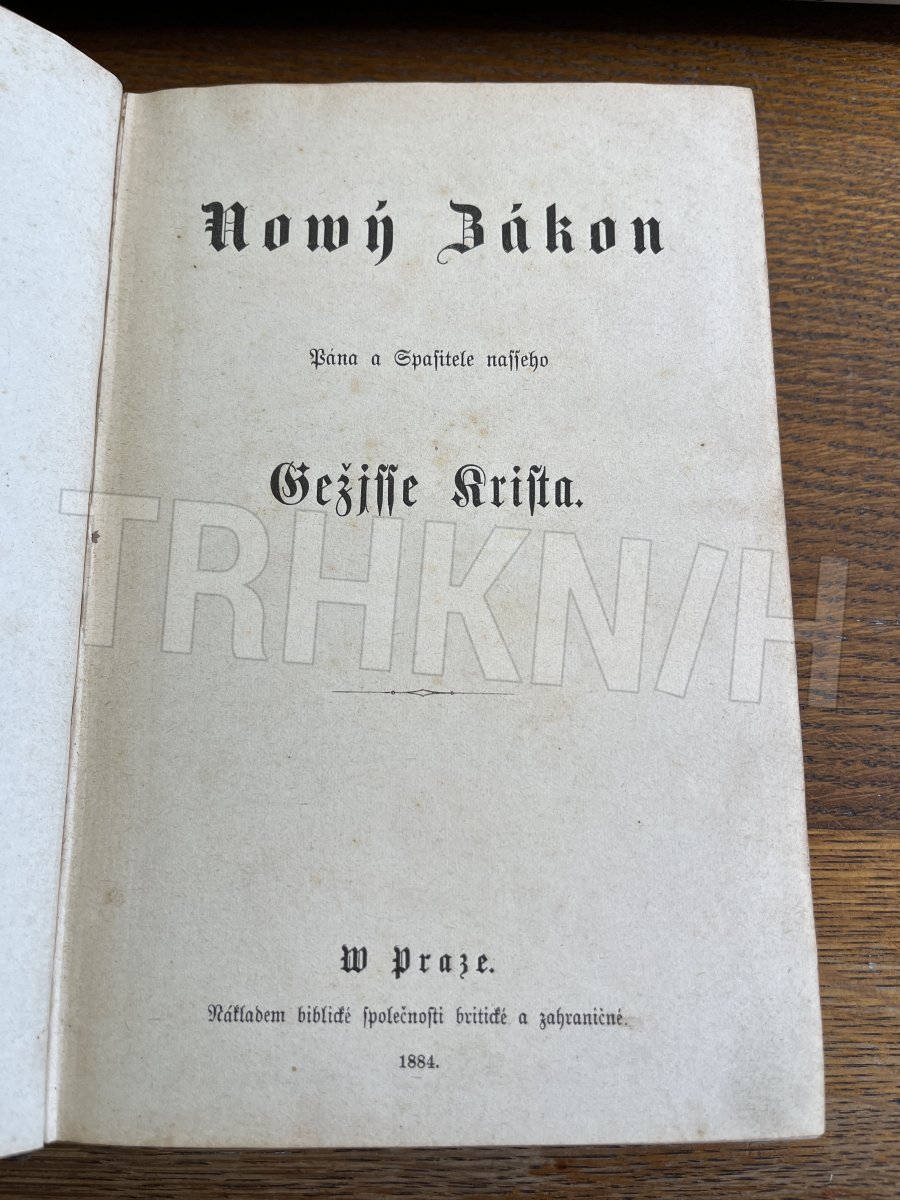 Nowý Zákon
Pána a Spasitele nasseho
Gežjsse Krista.
TRHKNIH
W Praze.
Nákladem biblické společnosti britické a zahraničné.
1884.